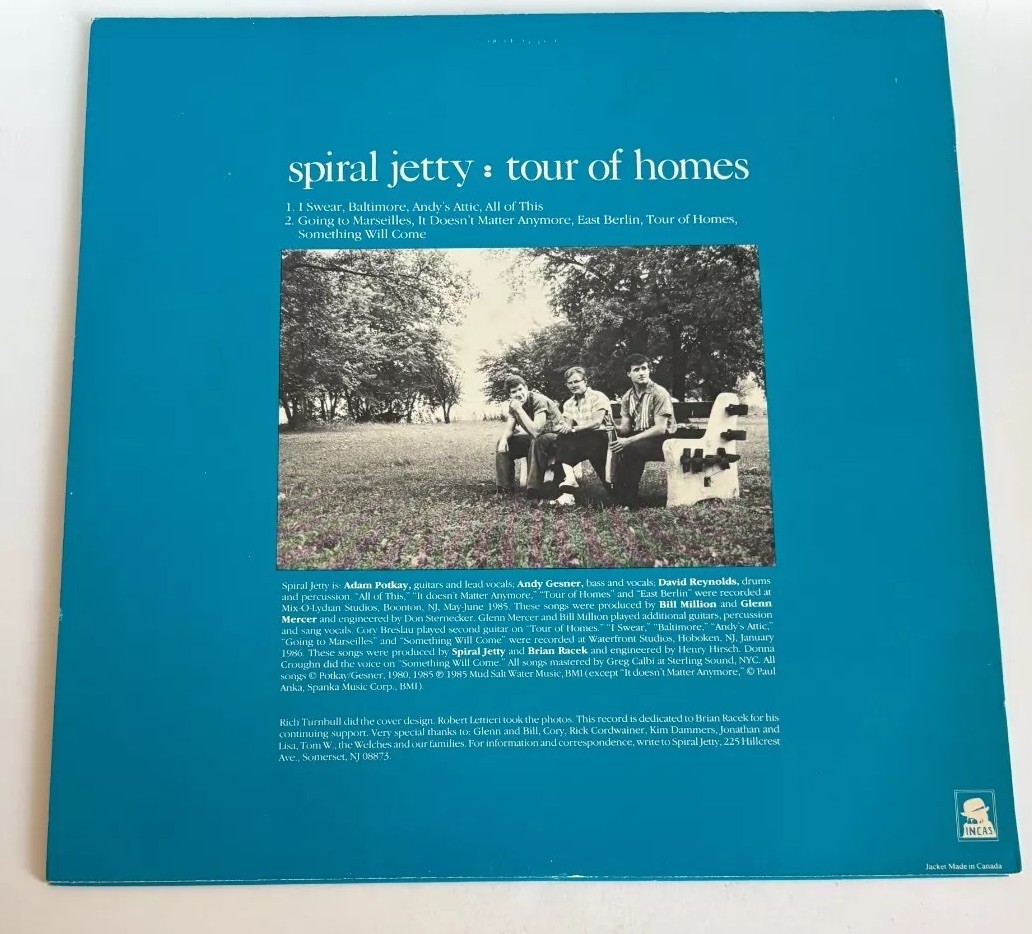 spiral jetty : tour of homes
1. I Swear, Baltimore, Andy's Attic, All of This
2. Going to Marseilles, It Doesn't Matter Anymore, East Berlin, Tour of Homes,
Something Will Come
Spiral Jetty is: Adam Potkay, guitars and lead vocals; Andy Gesner, bass and vocals; David Reynolds, drums
and percussion. "All of This," "It doesn't Matter Anymore," "Tour of Homes" and "East Berlin" were recorded at
Mix-O-Lydian Studios, Boonton, NJ, May-June 1985. These songs were produced by Bill Million and Glenn
Mercer and engineered by Don Sternecker. Glenn Mercer and Bill Million played additional guitars, percussion
and sang vocals. Cory Breslau played second guitar on "Tour of Homes." "I Swear," "Baltimore," "Andy's Attic,"
"Going to Marseilles" and "Something Will Come" were recorded at Waterfront Studios, Hoboken, NJ, January
1986. These songs were produced by Spiral Jetty and Brian Racek and engineered by Henry Hirsch. Donna
Croughn did the voice on "Something Will Come." All songs mastered by Greg Calbi at Sterling Sound, NYC. All
songs © Potkay/Gesner, 1980, 1985 ℗ 1985 Mud Salt Water Music, BMI (except "It doesn't Matter Anymore," © Paul
Anka, Spanka Music Corp., BMI).
Rich Turnbull did the cover design. Robert Lettieri took the photos. This record is dedicated to Brian Racek for his
continuing support. Very special thanks to: Glenn and Bill, Cory, Rick Cordwainer, Kim Dammers, Jonathan and
Lisa, Tom W., the Welches and our families. For information and correspondence, write to Spiral Jetty, 225 Hillcrest
Ave., Somerset, NJ 08873.
INCAS
Jacket Made in Canada